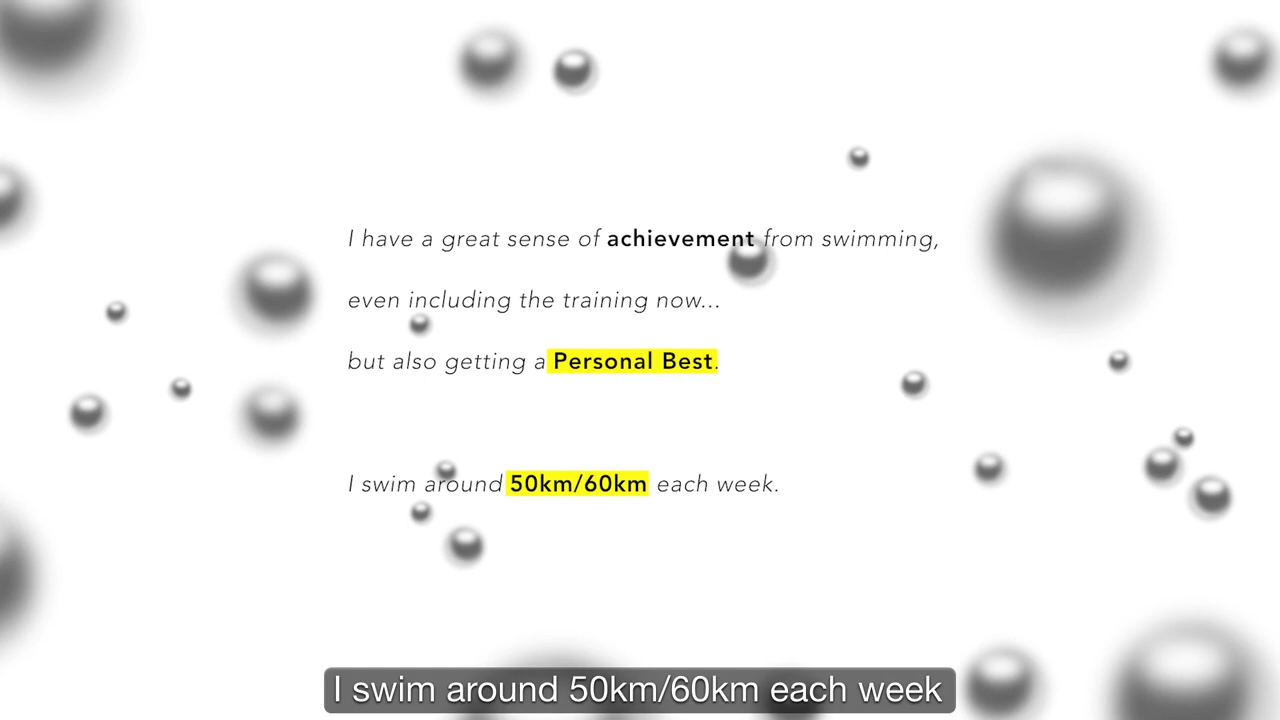 I have a great sense of achievement from swimming,
even including the training now...
but also getting a Personal Best.
I swim around 50km/60km each week.
I swim around 50km/60km each week